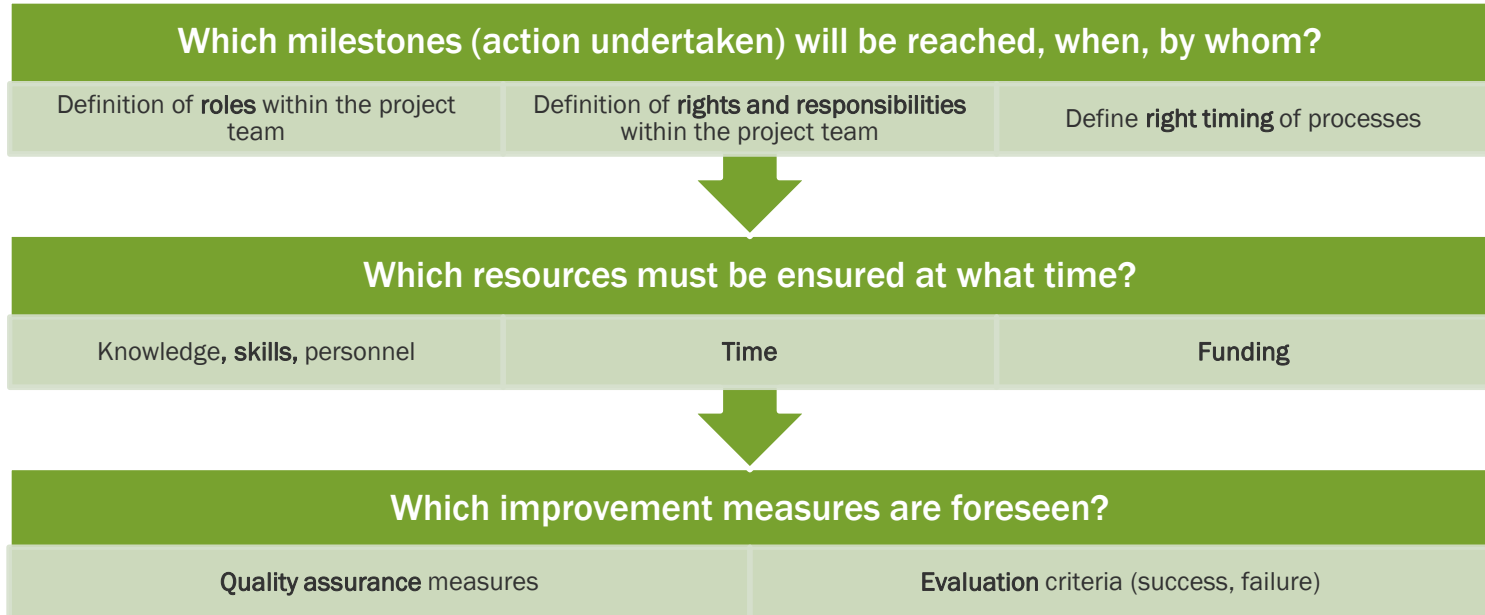 Which milestones (action undertaken) will be reached, when, by whom?
Definition of roles within the project
team
Definition of rights and responsibilities
within the project team
Define right timing of processes
Which resources must be ensured at what time?
Knowledge, skills, personnel
Time
Funding
Which improvement measures are foreseen?
Quality assurance measures
Evaluation criteria (success, failure)